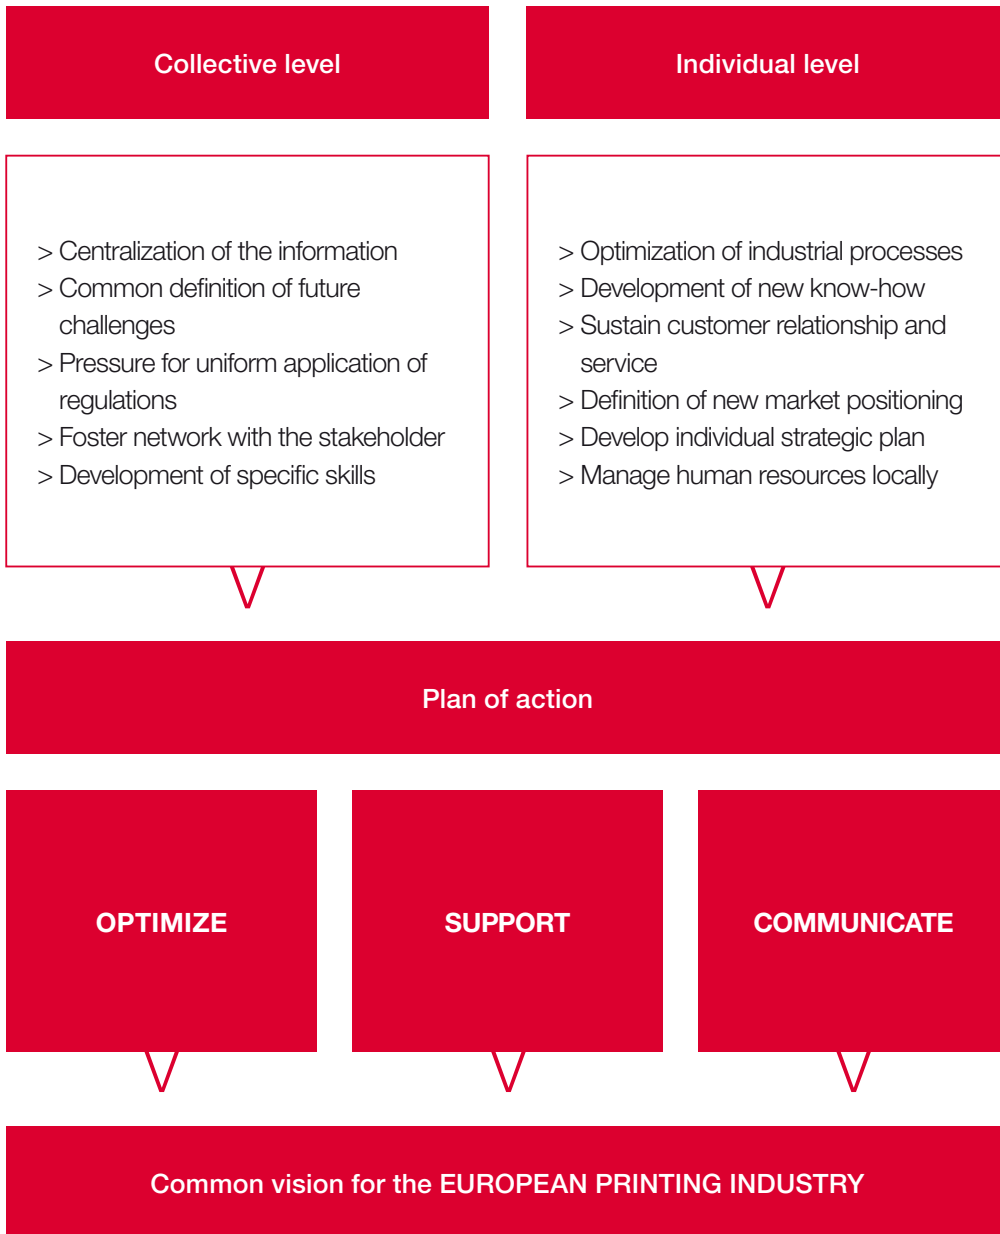 Collective level
Individual level
> Centralization of the information
> Common definition of future
challenges
> Pressure for uniform application of
regulations
> Foster network with the stakeholder
> Development of specific skills
> Optimization of industrial processes
> Development of new know-how
> Sustain customer relationship and
service
> Definition of new market positioning
> Develop individual strategic plan
> Manage human resources locally
Plan of action
OPTIMIZE
SUPPORT
COMMUNICATE
Common vision for the EUROPEAN PRINTING INDUSTRY